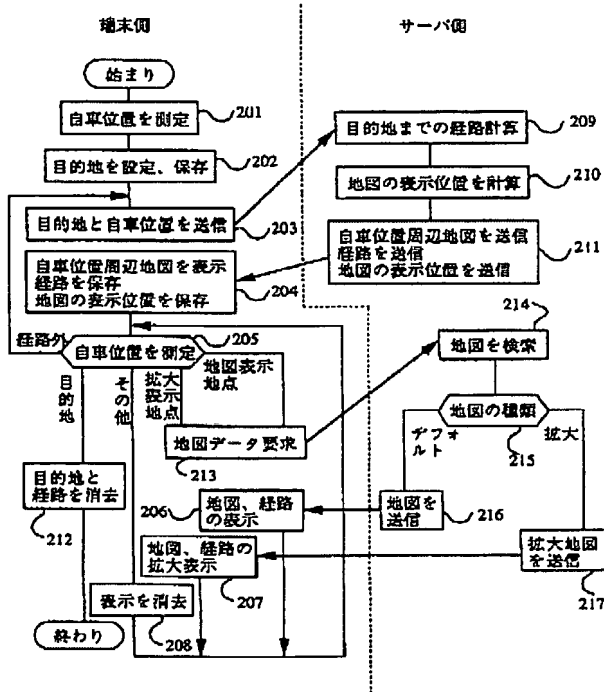 端末側
サーバ側
始まり
自車位置を測定
201
目的地を設定、保存
202
目的地と自車位置を送信
203
目的地までの経路計算
209
地図の表示位置を計算
210
自車位置周辺地図を送信
経路を送信
地図の表示位置を送信
211
自車位置周辺地図を表示
経路を保存
地図の表示位置を保存
204
経路外
205
自車位置を測定
目的地
その他
拡大
表示
地点
地図表示
地点
地図データ要求
213
214
地図を検索
地図の種類
215
デフォ
ルト
拡大
目的地と
経路を消去
212
206
地図、経路
の表示
地図を
送信
216
地図、経路の
拡大表示
207
拡大地図
を送信
217
表示を消去
208
終わり